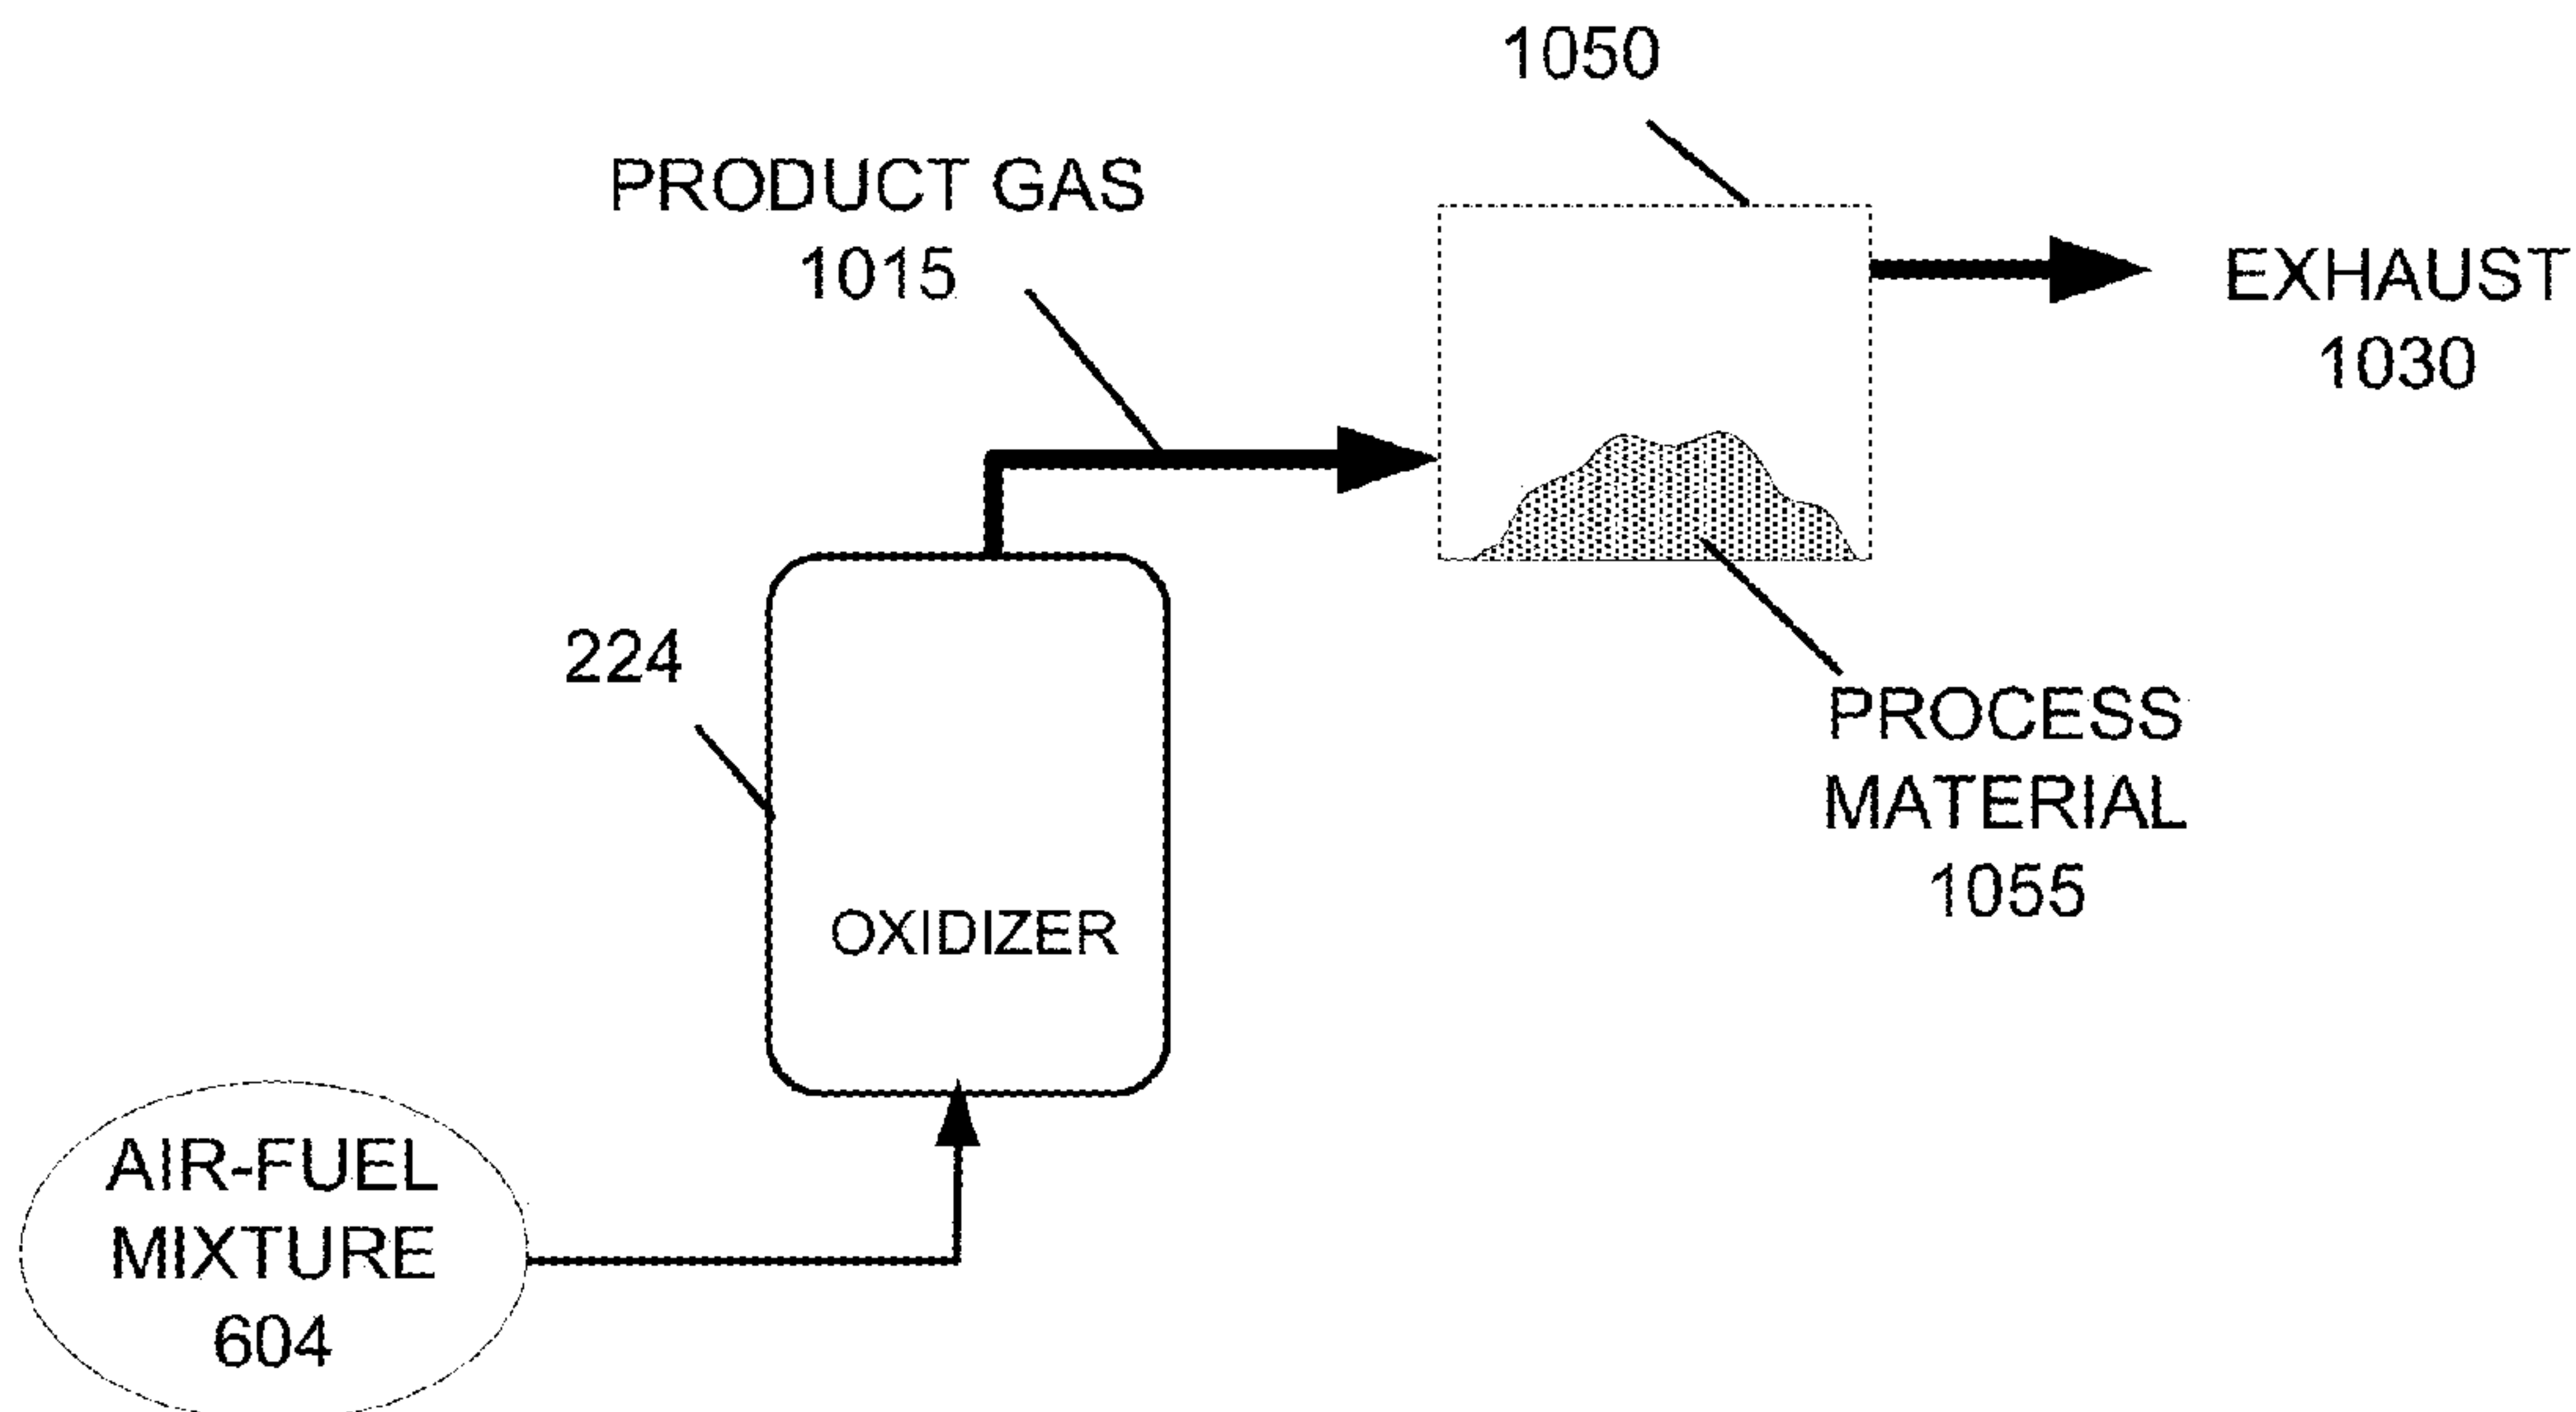 1050
PRODUCT GAS
1015
EXHAUST
1030
224
PROCESS
MATERIAL
1055
OXIDIZER
AIR-FUEL
MIXTURE
604